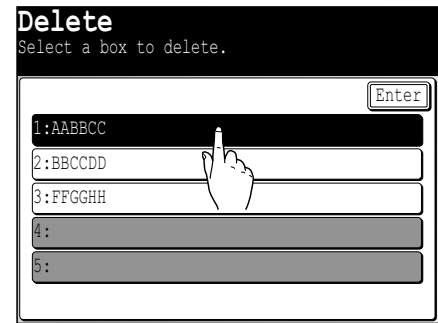 Delete
Select a box to delete.
Enter
1:AABBCC
2:BBCCDD
3:FFGGHH
4:
5: